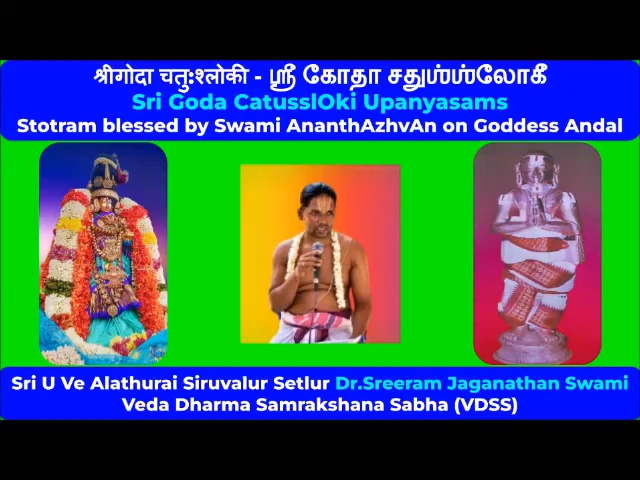 श्रीगोदा चतुःश्लोकी - ஸ்ரீ கோதா சதுஶ்ஶ்லோகீ
Sri Goda CatusslOki Upanyasams
Stotram blessed by Swami AnanthAzhvAn on Goddess Andal
Sri U Ve Alathurai Siruvalur Setlur Dr.Sreeram Jaganathan Swami
Veda Dharma Samrakshana Sabha (VDSS)